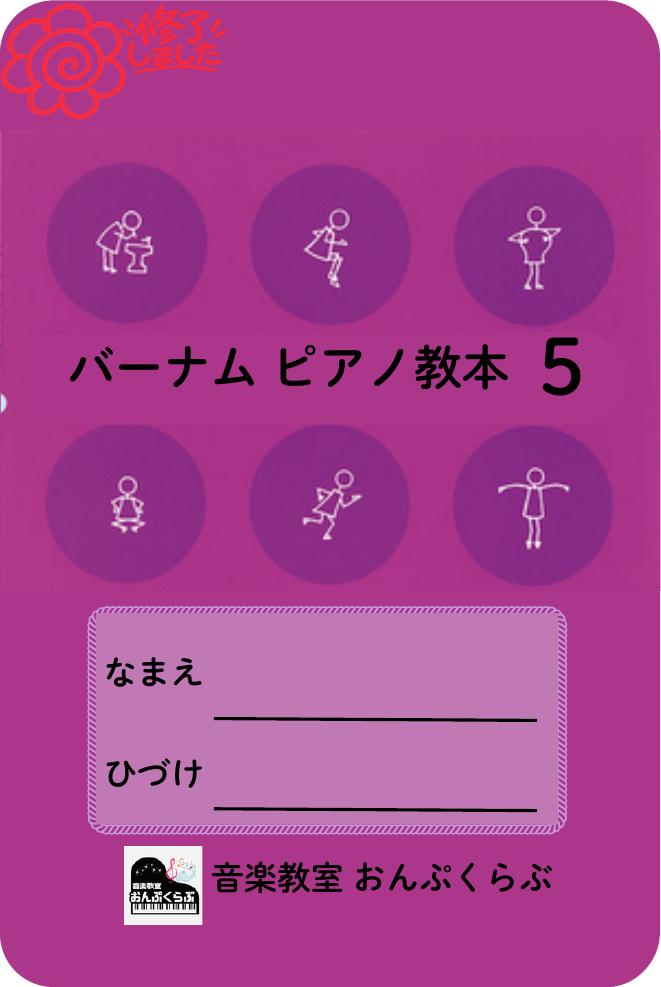 修了
しました
バーナム ピアノ教本 5
なまえ
ひづけ
音楽教室
おんぷくらぶ
音楽教室 おんぷくらぶ